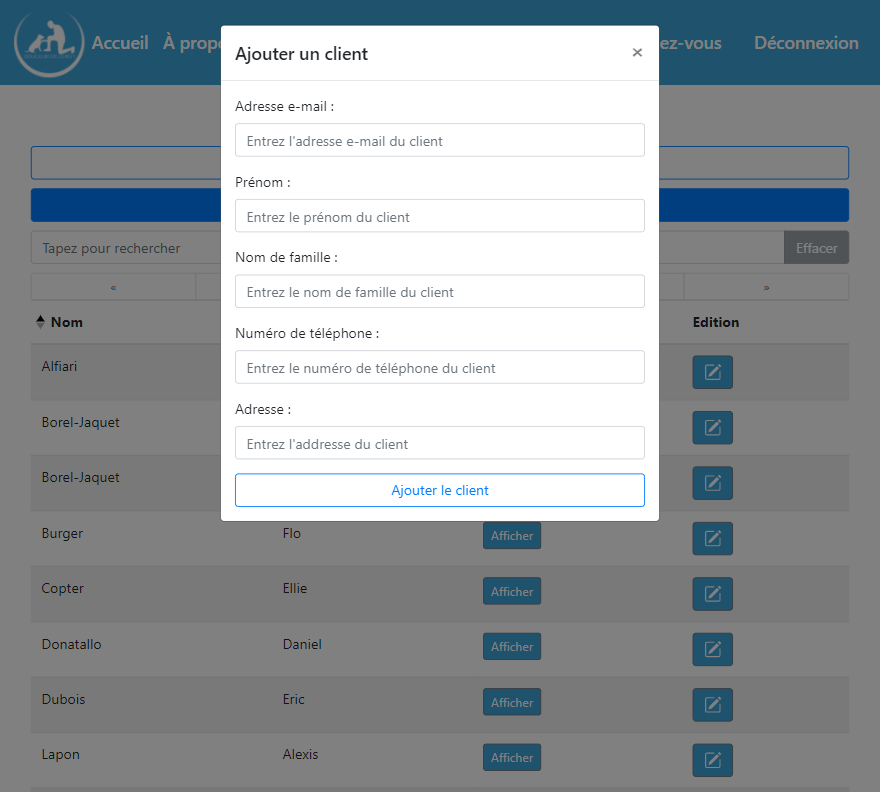 Accueil À propo ez-vous Déconnexion
Ajouter un client ×
Adresse e-mail :
Entrez l'adresse e-mail du client
Prénom :
Entrez le prénom du client
Tapez pour rechercher Effacer
Nom de famille :
« »
Entrez le nom de famille du client
Nom Edition
Numéro de téléphone :
Entrez le numéro de téléphone du client
Alfiari
Adresse :
Borel-Jaquet
Entrez l'addresse du client
Borel-Jaquet
Ajouter le client
Burger Flo Afficher
Copter Ellie Afficher
Donatallo Daniel Afficher
Dubois Eric Afficher
Lapon Alexis Afficher